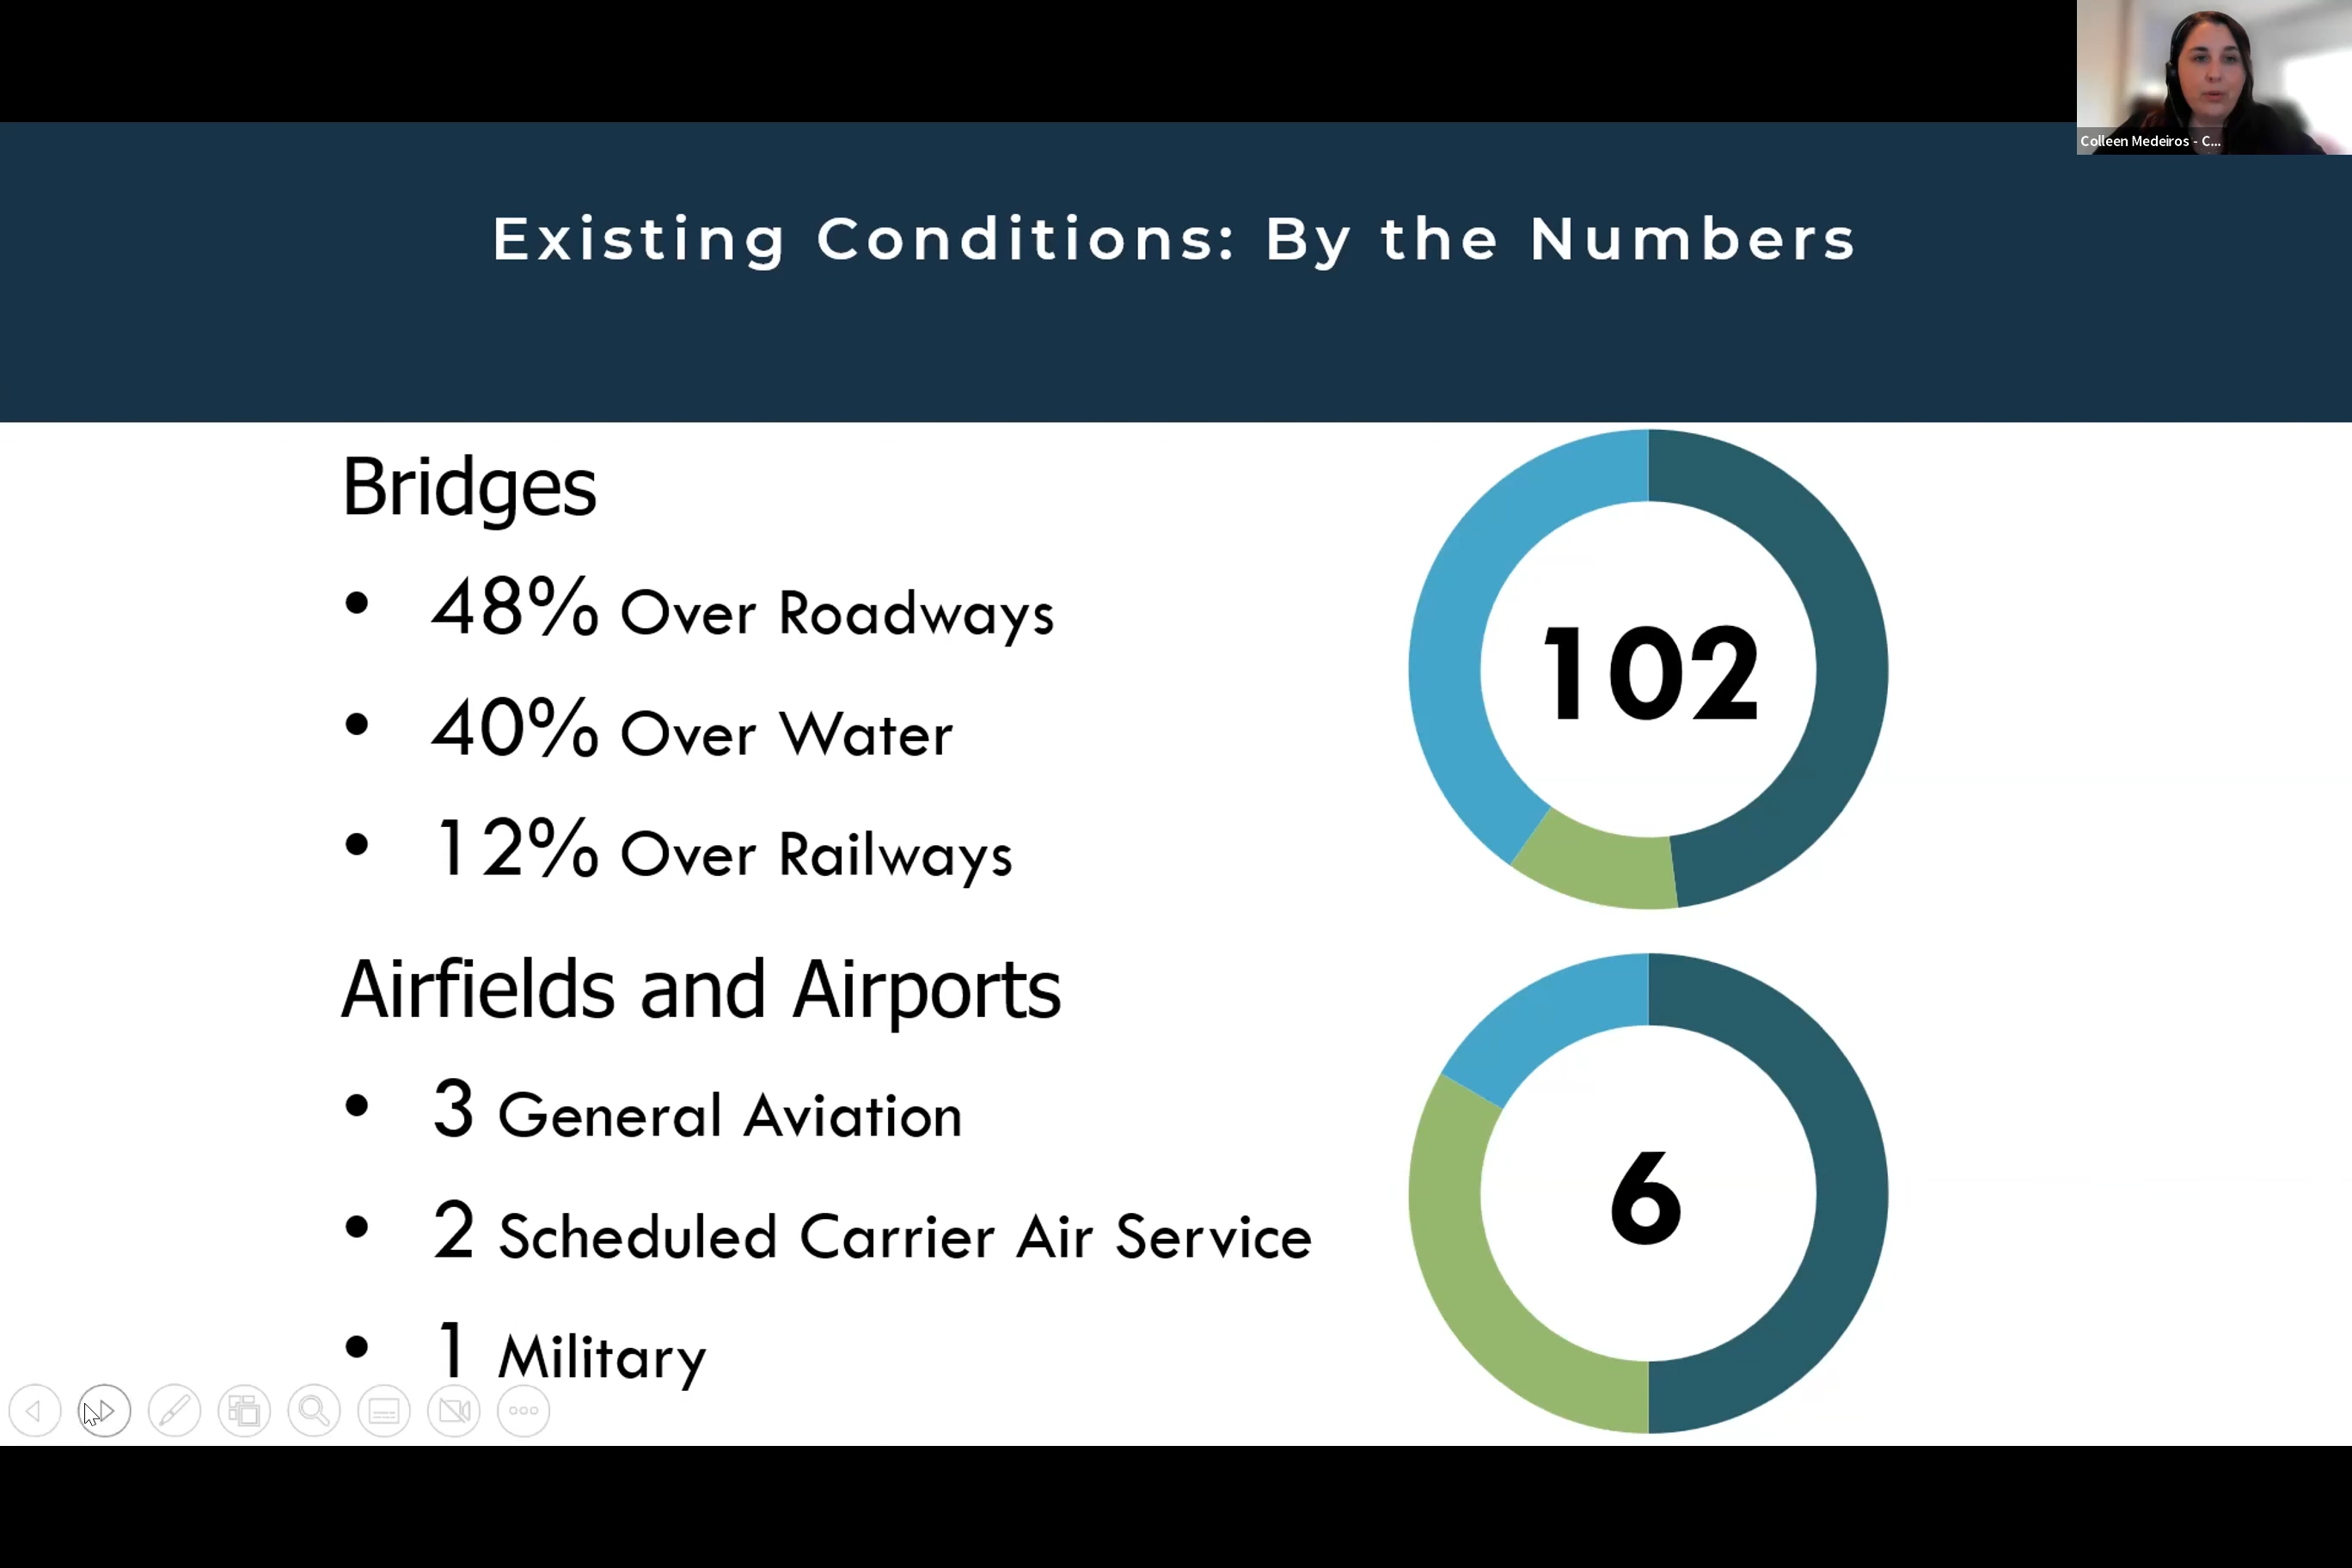 Colleen Medeiros - C...
Existing Conditions: By the Numbers
Bridges
• 48% Over Roadways
• 40% Over Water
• 12% Over Railways
102
Airfields and Airports
• 3 General Aviation
• 2 Scheduled Carrier Air Service
• 1 Military
6